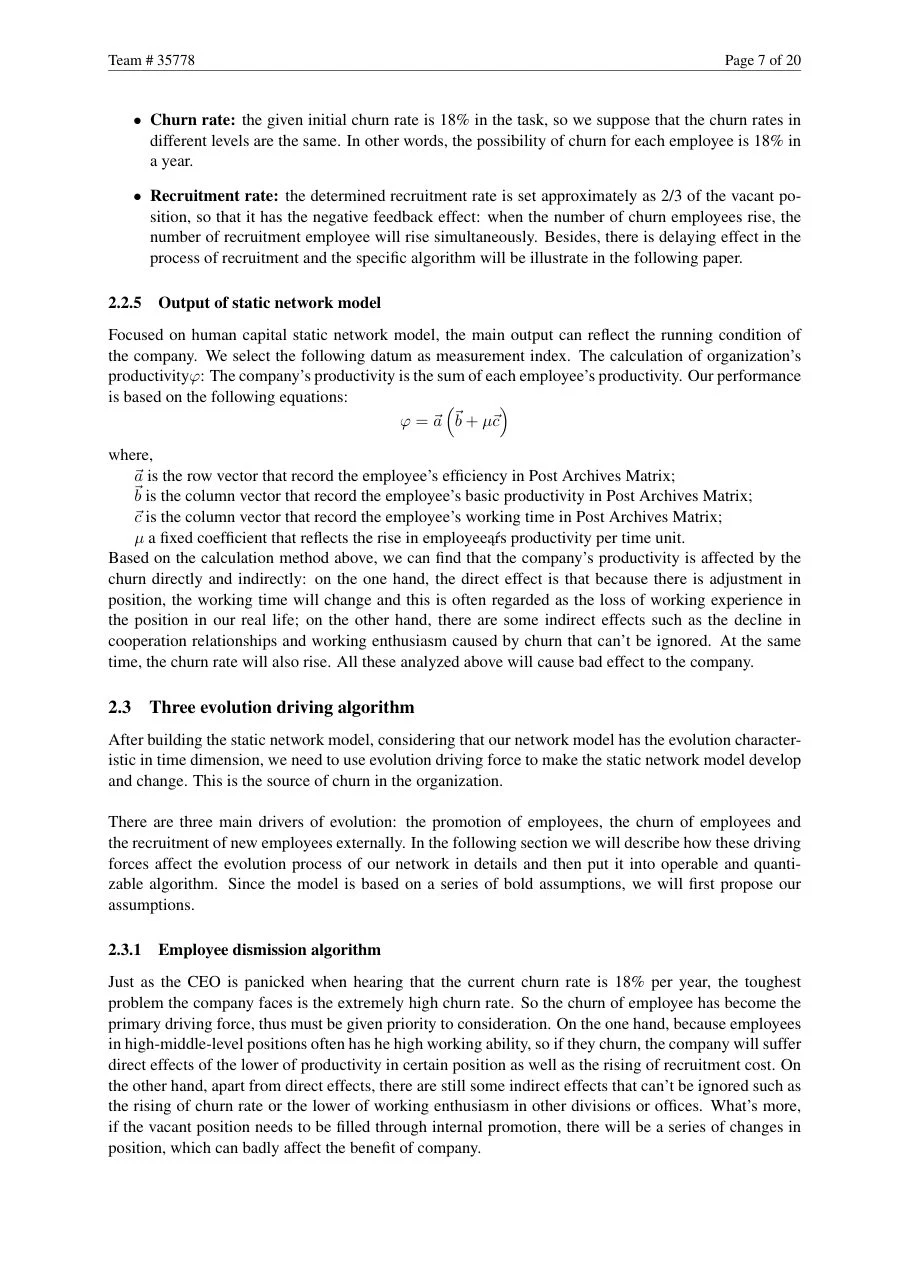 Team # 35778 Page 7 of 20
• Churn rate: the given initial churn rate is 18% in the task, so we suppose that the churn rates in
different levels are the same. In other words, the possibility of churn for each employee is 18% in
a year.
• Recruitment rate: the determined recruitment rate is set approximately as 2/3 of the vacant po-
sition, so that it has the negative feedback effect: when the number of churn employees rise, the
number of recruitment employee will rise simultaneously. Besides, there is delaying effect in the
process of recruitment and the specific algorithm will be illustrate in the following paper.
2.2.5 Output of static network model
Focused on human capital static network model, the main output can reflect the running condition of
the company. We select the following datum as measurement index. The calculation of organization's
productivityφ: The company's productivity is the sum of each employee's productivity. Our performance
is based on the following equations:
φ = a⃗ (b⃗ + μc⃗)
where,
a⃗ is the row vector that record the employee's efficiency in Post Archives Matrix;
b⃗ is the column vector that record the employee's basic productivity in Post Archives Matrix;
c⃗ is the column vector that record the employee's working time in Post Archives Matrix;
μ a fixed coefficient that reflects the rise in employeeąŕs productivity per time unit.
Based on the calculation method above, we can find that the company's productivity is affected by the
churn directly and indirectly: on the one hand, the direct effect is that because there is adjustment in
position, the working time will change and this is often regarded as the loss of working experience in
the position in our real life; on the other hand, there are some indirect effects such as the decline in
cooperation relationships and working enthusiasm caused by churn that can't be ignored. At the same
time, the churn rate will also rise. All these analyzed above will cause bad effect to the company.
2.3 Three evolution driving algorithm
After building the static network model, considering that our network model has the evolution character-
istic in time dimension, we need to use evolution driving force to make the static network model develop
and change. This is the source of churn in the organization.
There are three main drivers of evolution: the promotion of employees, the churn of employees and
the recruitment of new employees externally. In the following section we will describe how these driving
forces affect the evolution process of our network in details and then put it into operable and quanti-
zable algorithm. Since the model is based on a series of bold assumptions, we will first propose our
assumptions.
2.3.1 Employee dismission algorithm
Just as the CEO is panicked when hearing that the current churn rate is 18% per year, the toughest
problem the company faces is the extremely high churn rate. So the churn of employee has become the
primary driving force, thus must be given priority to consideration. On the one hand, because employees
in high-middle-level positions often has he high working ability, so if they churn, the company will suffer
direct effects of the lower of productivity in certain position as well as the rising of recruitment cost. On
the other hand, apart from direct effects, there are still some indirect effects that can't be ignored such as
the rising of churn rate or the lower of working enthusiasm in other divisions or offices. What's more,
if the vacant position needs to be filled through internal promotion, there will be a series of changes in
position, which can badly affect the benefit of company.